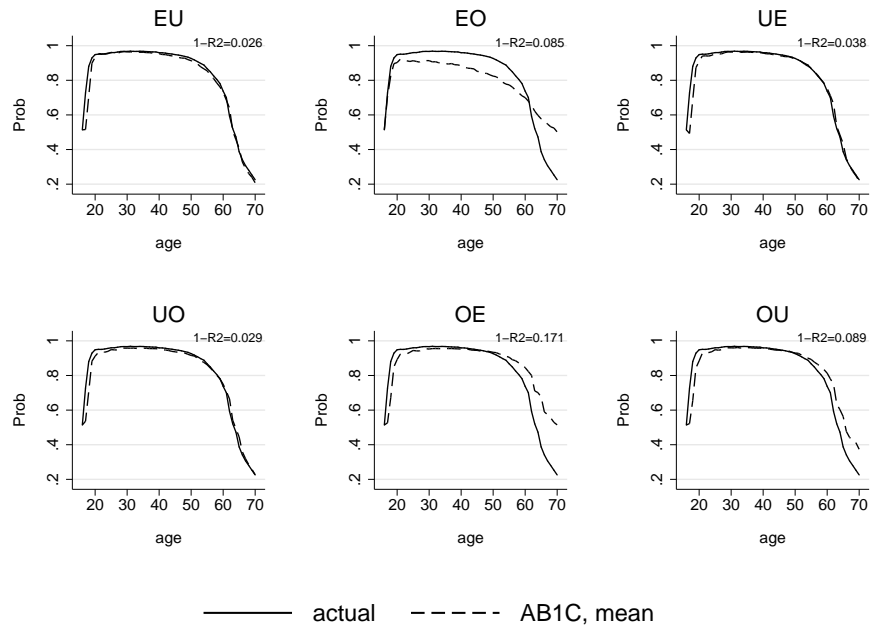 EU
1−R2=0.026
Prob
.2 .4 .6 .8 1
20 30 40 50 60 70
age
EO
1−R2=0.085
Prob
.2 .4 .6 .8 1
20 30 40 50 60 70
age
UE
1−R2=0.038
Prob
.2 .4 .6 .8 1
20 30 40 50 60 70
age
UO
1−R2=0.029
Prob
.2 .4 .6 .8 1
20 30 40 50 60 70
age
OE
1−R2=0.171
Prob
.2 .4 .6 .8 1
20 30 40 50 60 70
age
OU
1−R2=0.089
Prob
.2 .4 .6 .8 1
20 30 40 50 60 70
age
actual AB1C, mean